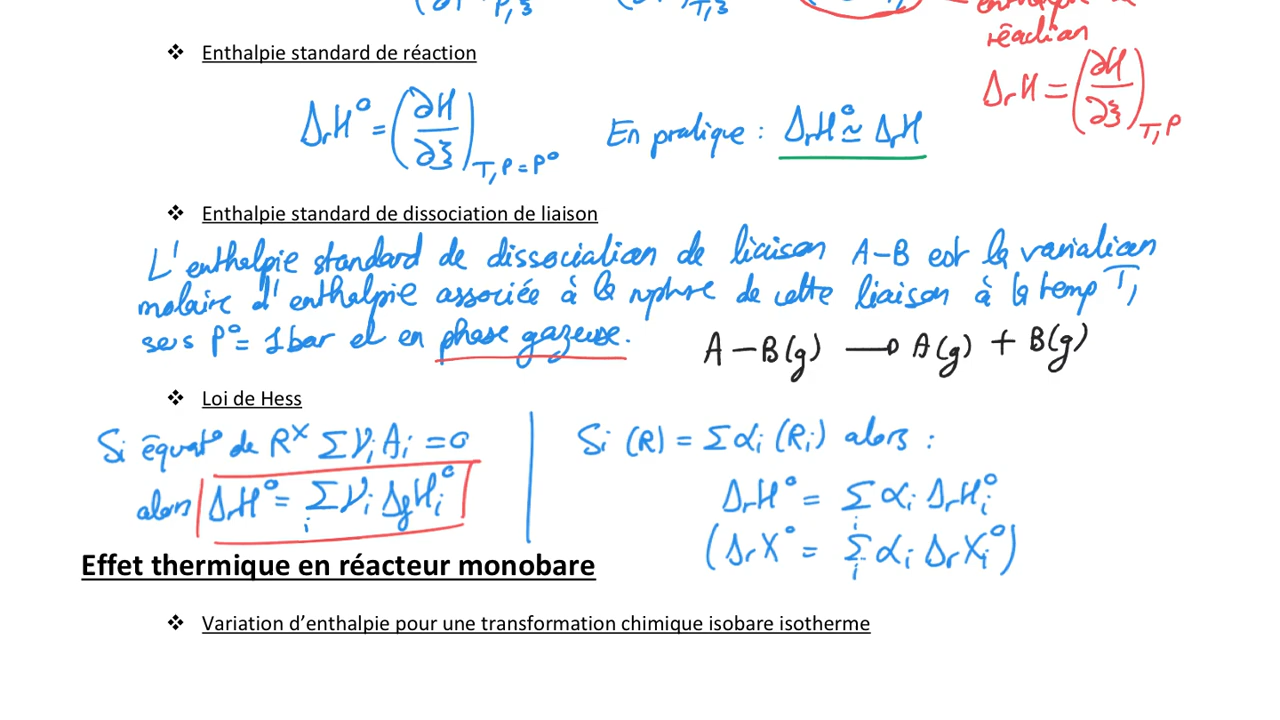 P, ξ
T, ξ
réaction
❖ Enthalpie standard de réaction
ΔrH = (∂H/∂ξ)T, P
ΔrH° = (∂H/∂ξ)T, P = P°
En pratique : ΔrH° ≃ ΔrH
❖ Enthalpie standard de dissociation de liaison
L'enthalpie standard de dissociation de liaison A–B est la variation
molaire d'enthalpie associée à la rupture de cette liaison à la temp T,
sous P° = 1 bar et en phase gazeuse.
A – B(g) ⟶ A(g) + B(g)
❖ Loi de Hess
Si équat° de R^x Σ νi Ai = 0
alors ΔrH° = Σi νi ΔfHi°
Si (R) = Σ αi (Ri) alors :
ΔrH° = Σi αi ΔrHi°
(ΔrX° = Σi αi ΔrXi°)
Effet thermique en réacteur monobare
❖ Variation d’enthalpie pour une transformation chimique isobare isotherme